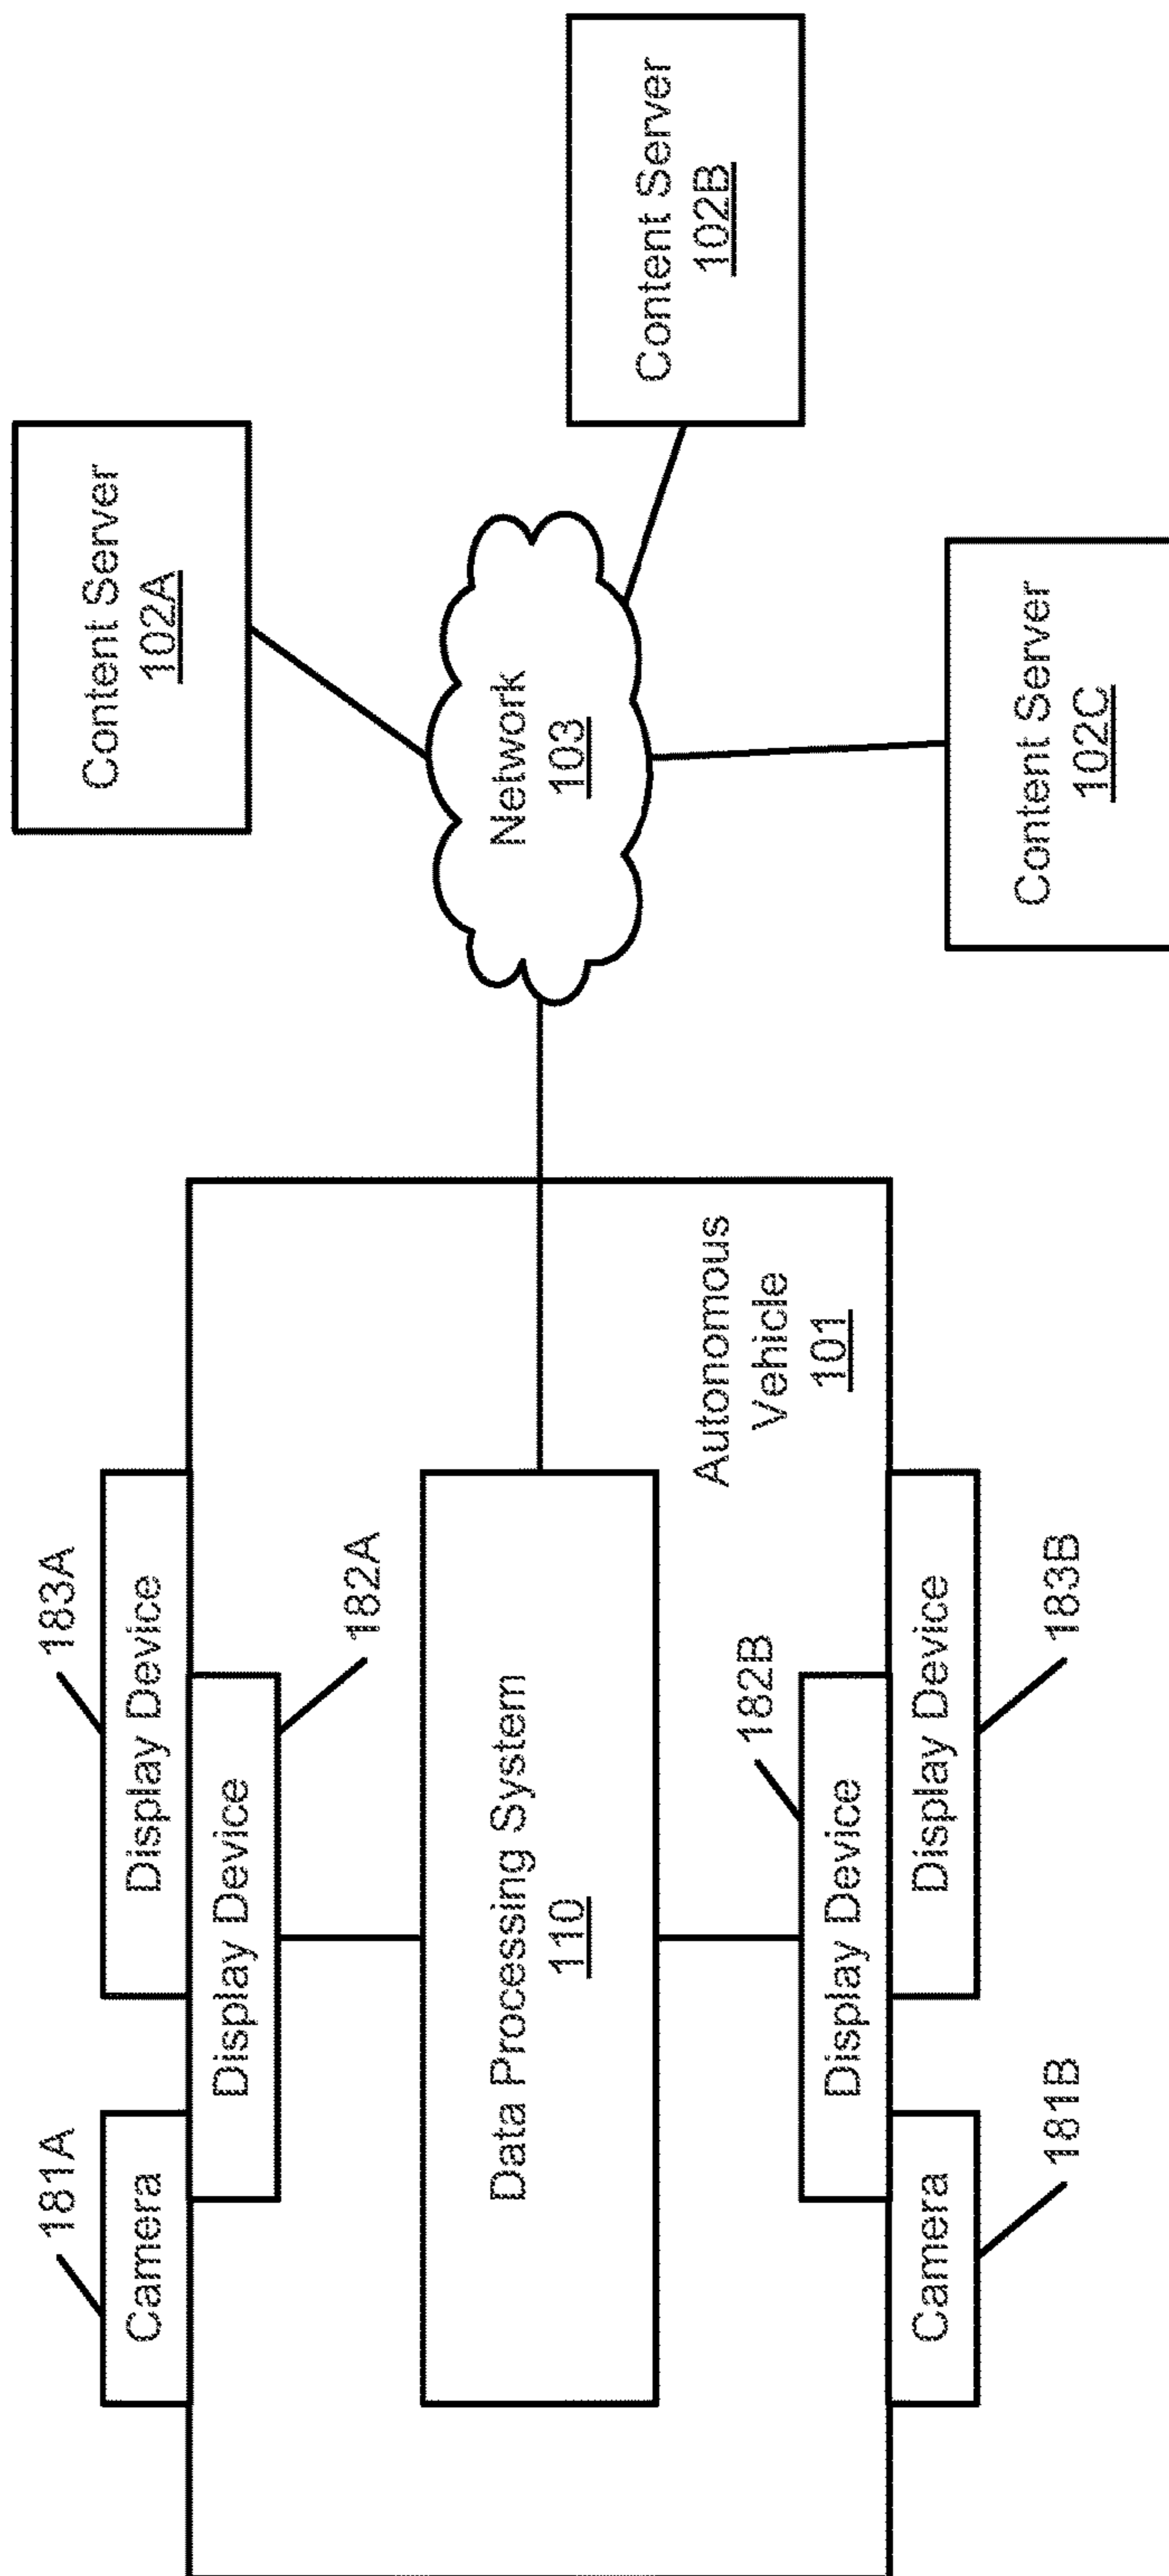 181A
183A
Camera
Display Device
Display Device
182A
Data Processing System
110
182B
Display Device
Camera
Display Device
181B
183B
Autonomous
Vehicle
101
Network
103
Content Server
102A
Content Server
102B
Content Server
102C